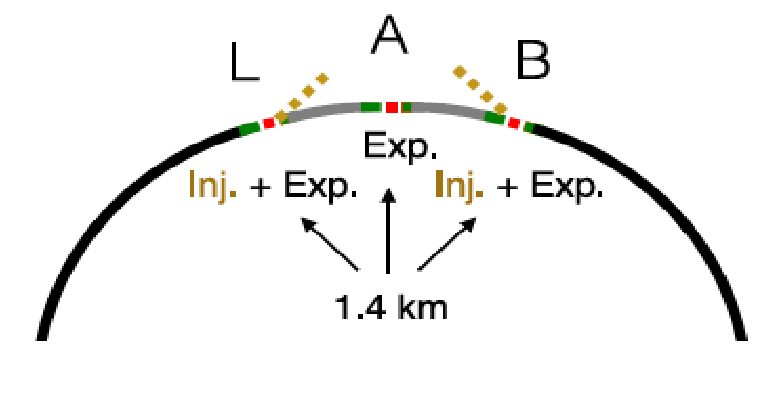 L A B
Exp.
Inj. + Exp. Inj. + Exp.
1.4 km